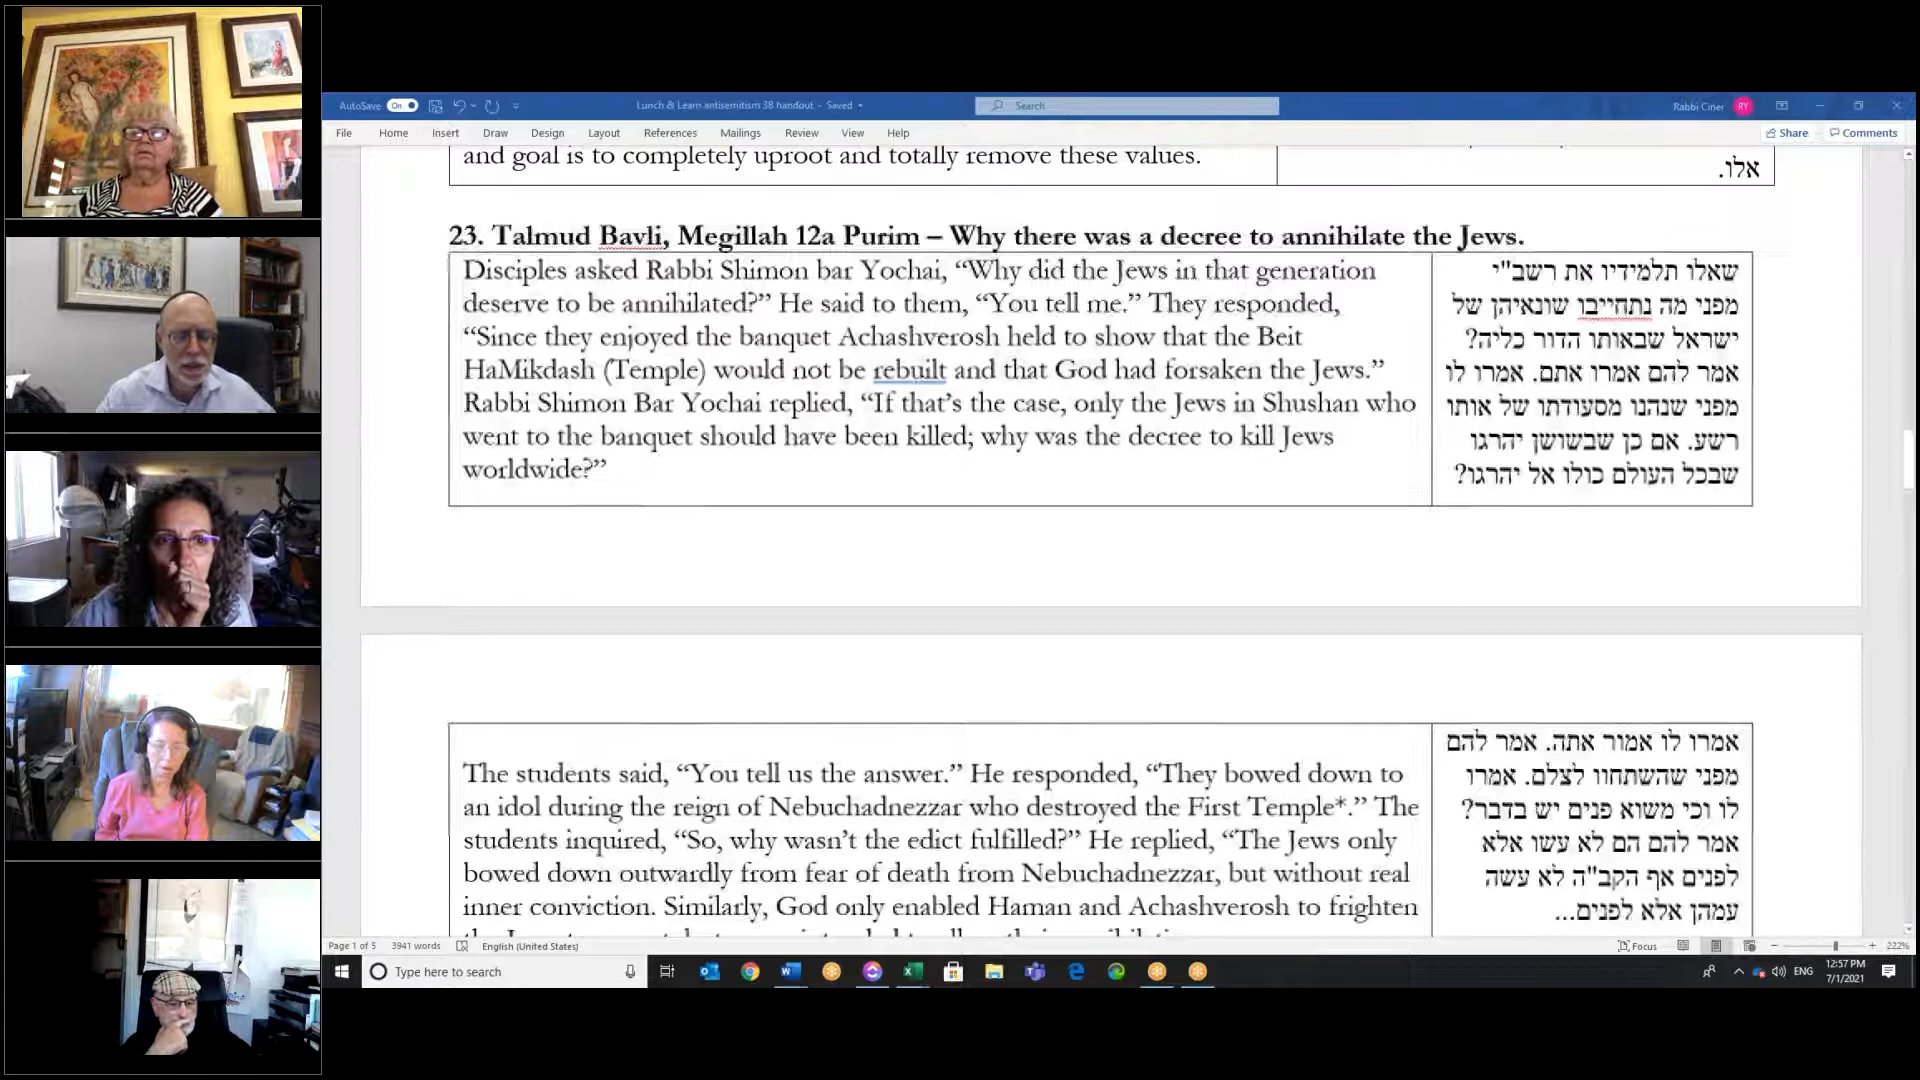 AutoSave On
Lunch & Learn antisemitism 3B handout - Saved
Search
Rabbi Ciner RY
File Home Insert Draw Design Layout References Mailings Review View Help
Share Comments
and goal is to completely uproot and totally remove these values.
אלו.
23. Talmud Bavli, Megillah 12a Purim – Why there was a decree to annihilate the Jews.
Disciples asked Rabbi Shimon bar Yochai, “Why did the Jews in that generation
deserve to be annihilated?” He said to them, “You tell me.” They responded,
“Since they enjoyed the banquet Achashverosh held to show that the Beit
HaMikdash (Temple) would not be rebuilt and that God had forsaken the Jews.”
Rabbi Shimon Bar Yochai replied, “If that’s the case, only the Jews in Shushan who
went to the banquet should have been killed; why was the decree to kill Jews
worldwide?”
שאלו תלמידיו את רשב"י
מפני מה נתחייבו שונאיהן של
ישראל שבאותו הדור כליה?
אמר להם אמרו אתם. אמרו לו
מפני שנהנו מסעודתו של אותו
רשע. אם כן שבשושן יהרגו
שבכל העולם כולו אל יהרגו?
The students said, “You tell us the answer.” He responded, “They bowed down to
an idol during the reign of Nebuchadnezzar who destroyed the First Temple*.” The
students inquired, “So, why wasn’t the edict fulfilled?” He replied, “The Jews only
bowed down outwardly from fear of death from Nebuchadnezzar, but without real
inner conviction. Similarly, God only enabled Haman and Achashverosh to frighten
אמרו לו אמור אתה. אמר להם
מפני שהשתחוו לצלם. אמרו
לו וכי משוא פנים יש בדבר?
אמר להם הם לא עשו אלא
לפנים אף הקב"ה לא עשה
עמהן אלא לפנים...
Page 1 of 5 3941 words English (United States)
Focus
222%
Type here to search
ENG
12:57 PM
7/1/2021